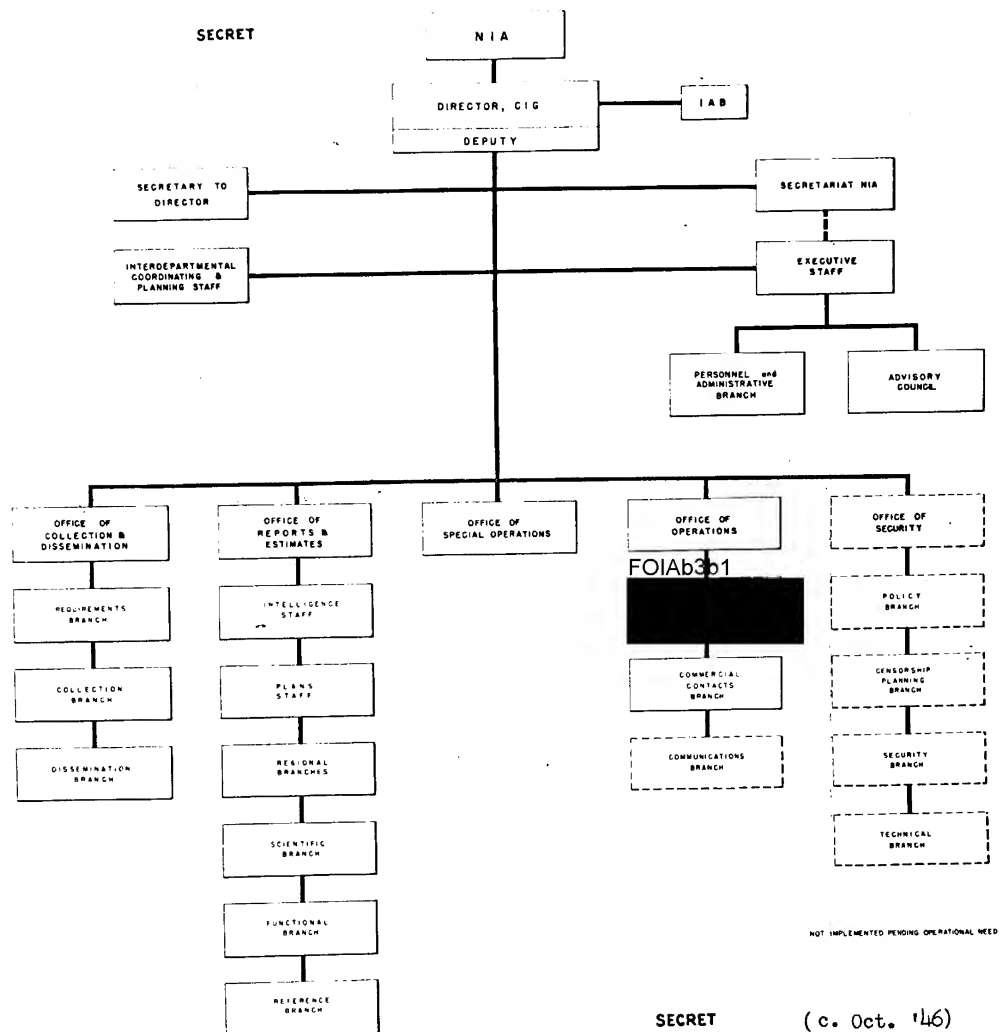 SECRET
NIA
DIRECTOR, CIG
IAB
DEPUTY
SECRETARY TO
DIRECTOR
SECRETARIAT NIA
INTERDEPARTMENTAL
COORDINATING &
PLANNING STAFF
EXECUTIVE
STAFF
PERSONNEL and
ADMINISTRATIVE
BRANCH
ADVISORY
COUNCIL
OFFICE OF
COLLECTION &
DISSEMINATION
OFFICE OF
REPORTS &
ESTIMATES
OFFICE OF
SPECIAL OPERATIONS
OFFICE OF
OPERATIONS
OFFICE OF
SECURITY
FOIAb3b1
REQUIREMENTS
BRANCH
INTELLIGENCE
STAFF
POLICY
BRANCH
COLLECTION
BRANCH
PLANS
STAFF
COMMERCIAL
CONTACTS
BRANCH
CENSORSHIP
PLANNING
BRANCH
DISSEMINATION
BRANCH
REGIONAL
BRANCHES
COMMUNICATIONS
BRANCH
SECURITY
BRANCH
SCIENTIFIC
BRANCH
TECHNICAL
BRANCH
FUNCTIONAL
BRANCH
NOT IMPLEMENTED PENDING OPERATIONAL NEED
REFERENCE
BRANCH
SECRET
(c. Oct. '46)